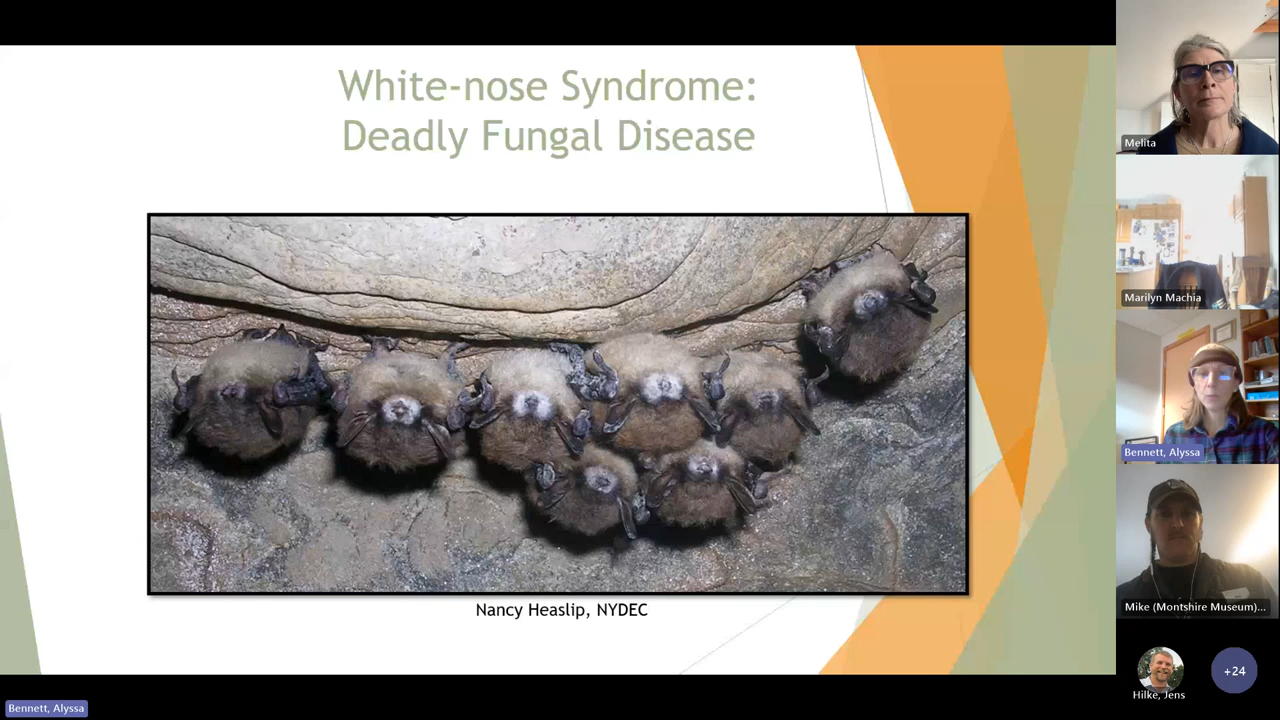 White-nose Syndrome:
Deadly Fungal Disease
Nancy Heaslip, NYDEC
Melita
Marilyn Machia
Bennett, Alyssa
Mike (Montshire Museum)...
Hilke, Jens
+24
Bennett, Alyssa